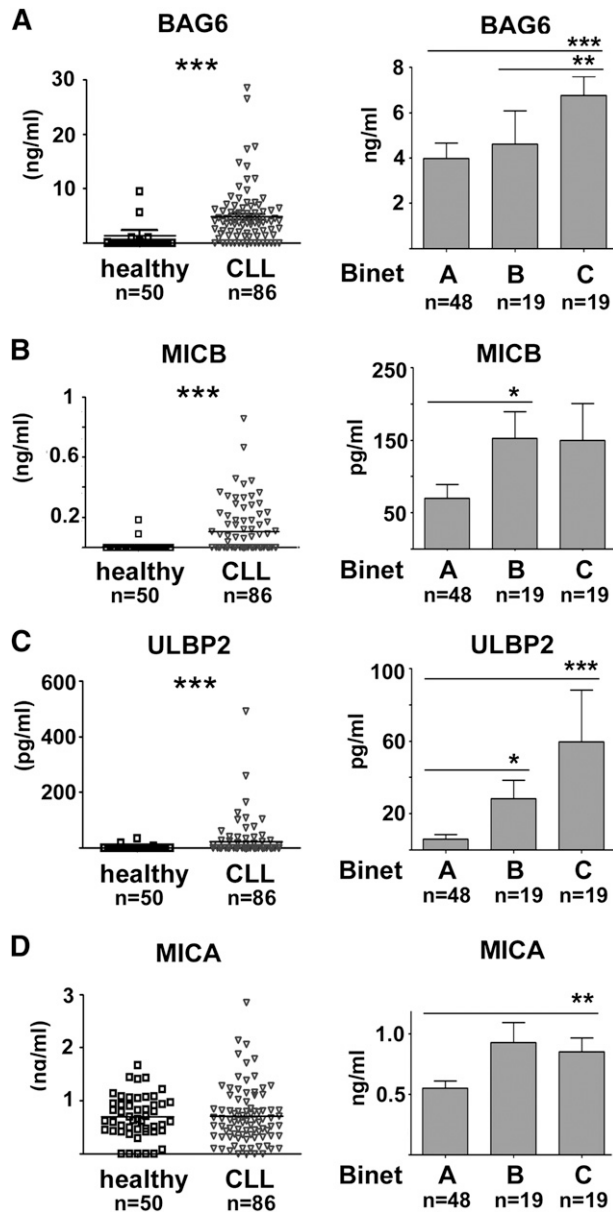 A
BAG6
***
(ng/ml)
30
20
10
0
healthy
CLL
n=50
n=86
BAG6
***
**
ng/ml
8
6
4
2
Binet
A
B
C
n=48
n=19
n=19
B
MICB
***
(ng/ml)
1
0.6
0.2
healthy
CLL
n=50
n=86
MICB
*
pg/ml
250
150
50
Binet
A
B
C
n=48
n=19
n=19
C
ULBP2
***
(pg/ml)
600
400
200
healthy
CLL
n=50
n=86
ULBP2
***
*
pg/ml
100
60
20
Binet
A
B
C
n=48
n=19
n=19
D
MICA
(nα/ml)
3
2
1
0
healthy
CLL
n=50
n=86
MICA
**
ng/ml
1.0
0.5
Binet
A
B
C
n=48
n=19
n=19